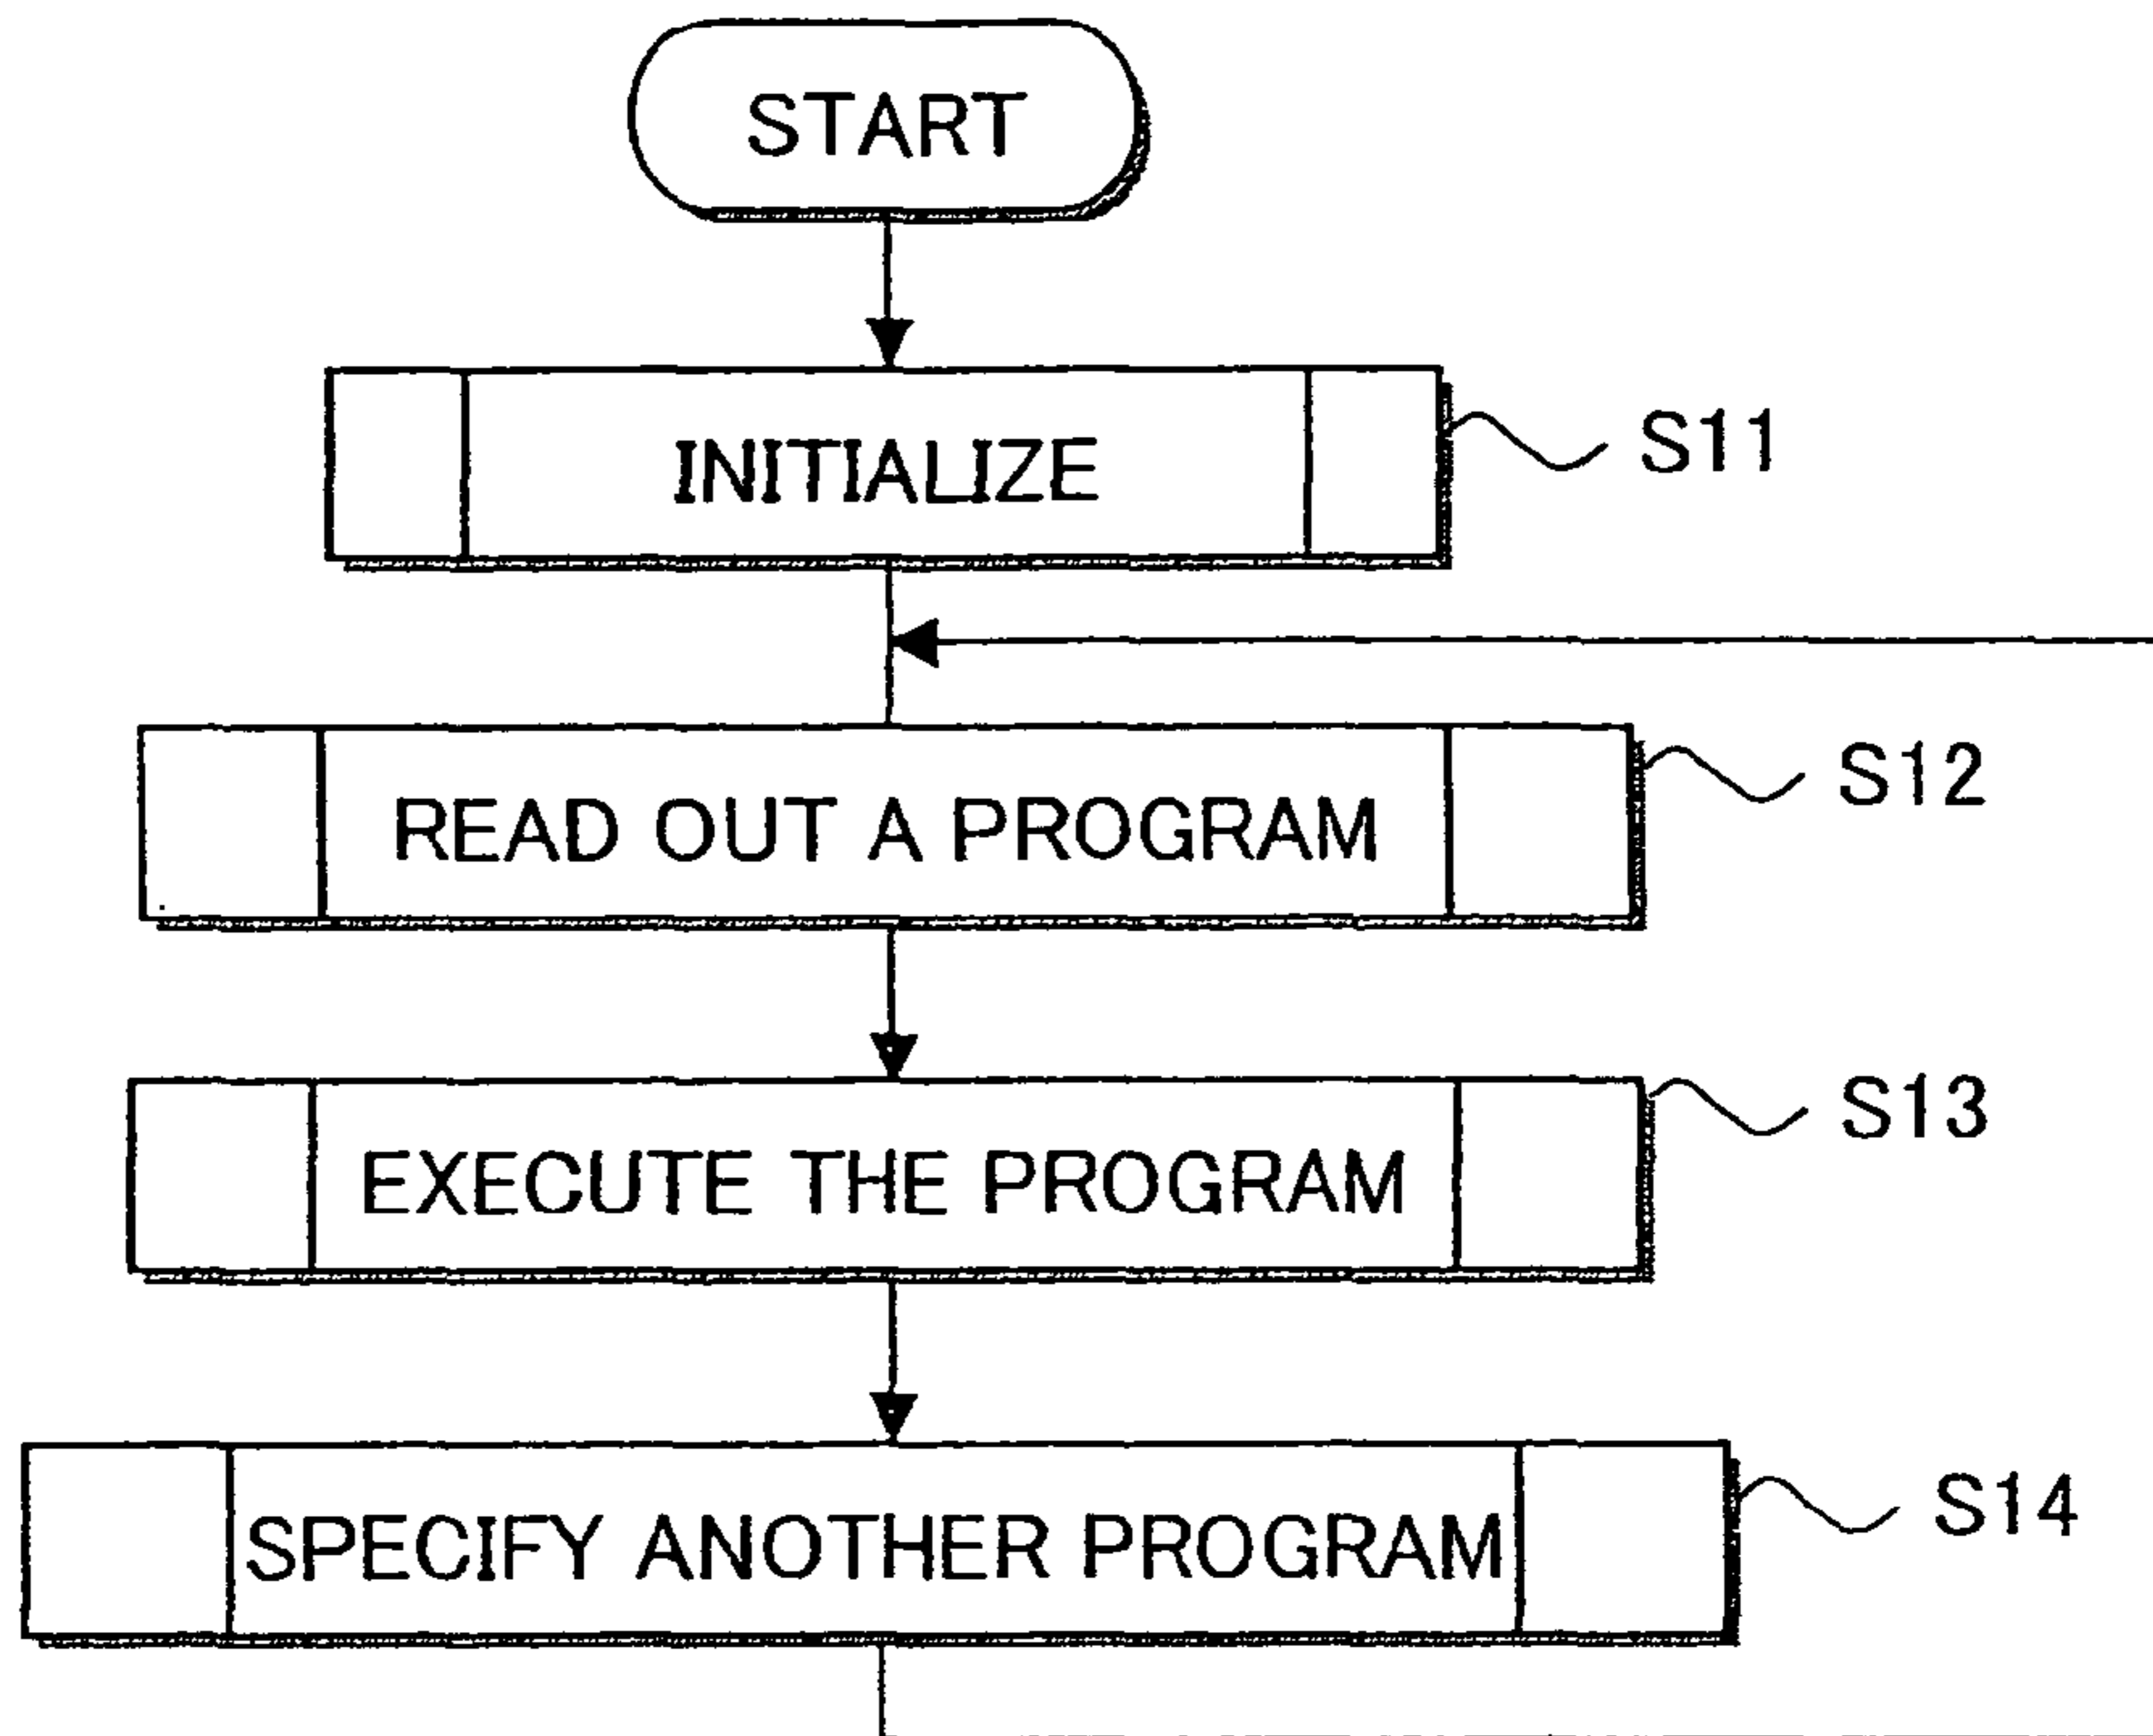 START
INITIALIZE
S11
READ OUT A PROGRAM
S12
EXECUTE THE PROGRAM
S13
SPECIFY ANOTHER PROGRAM
S14